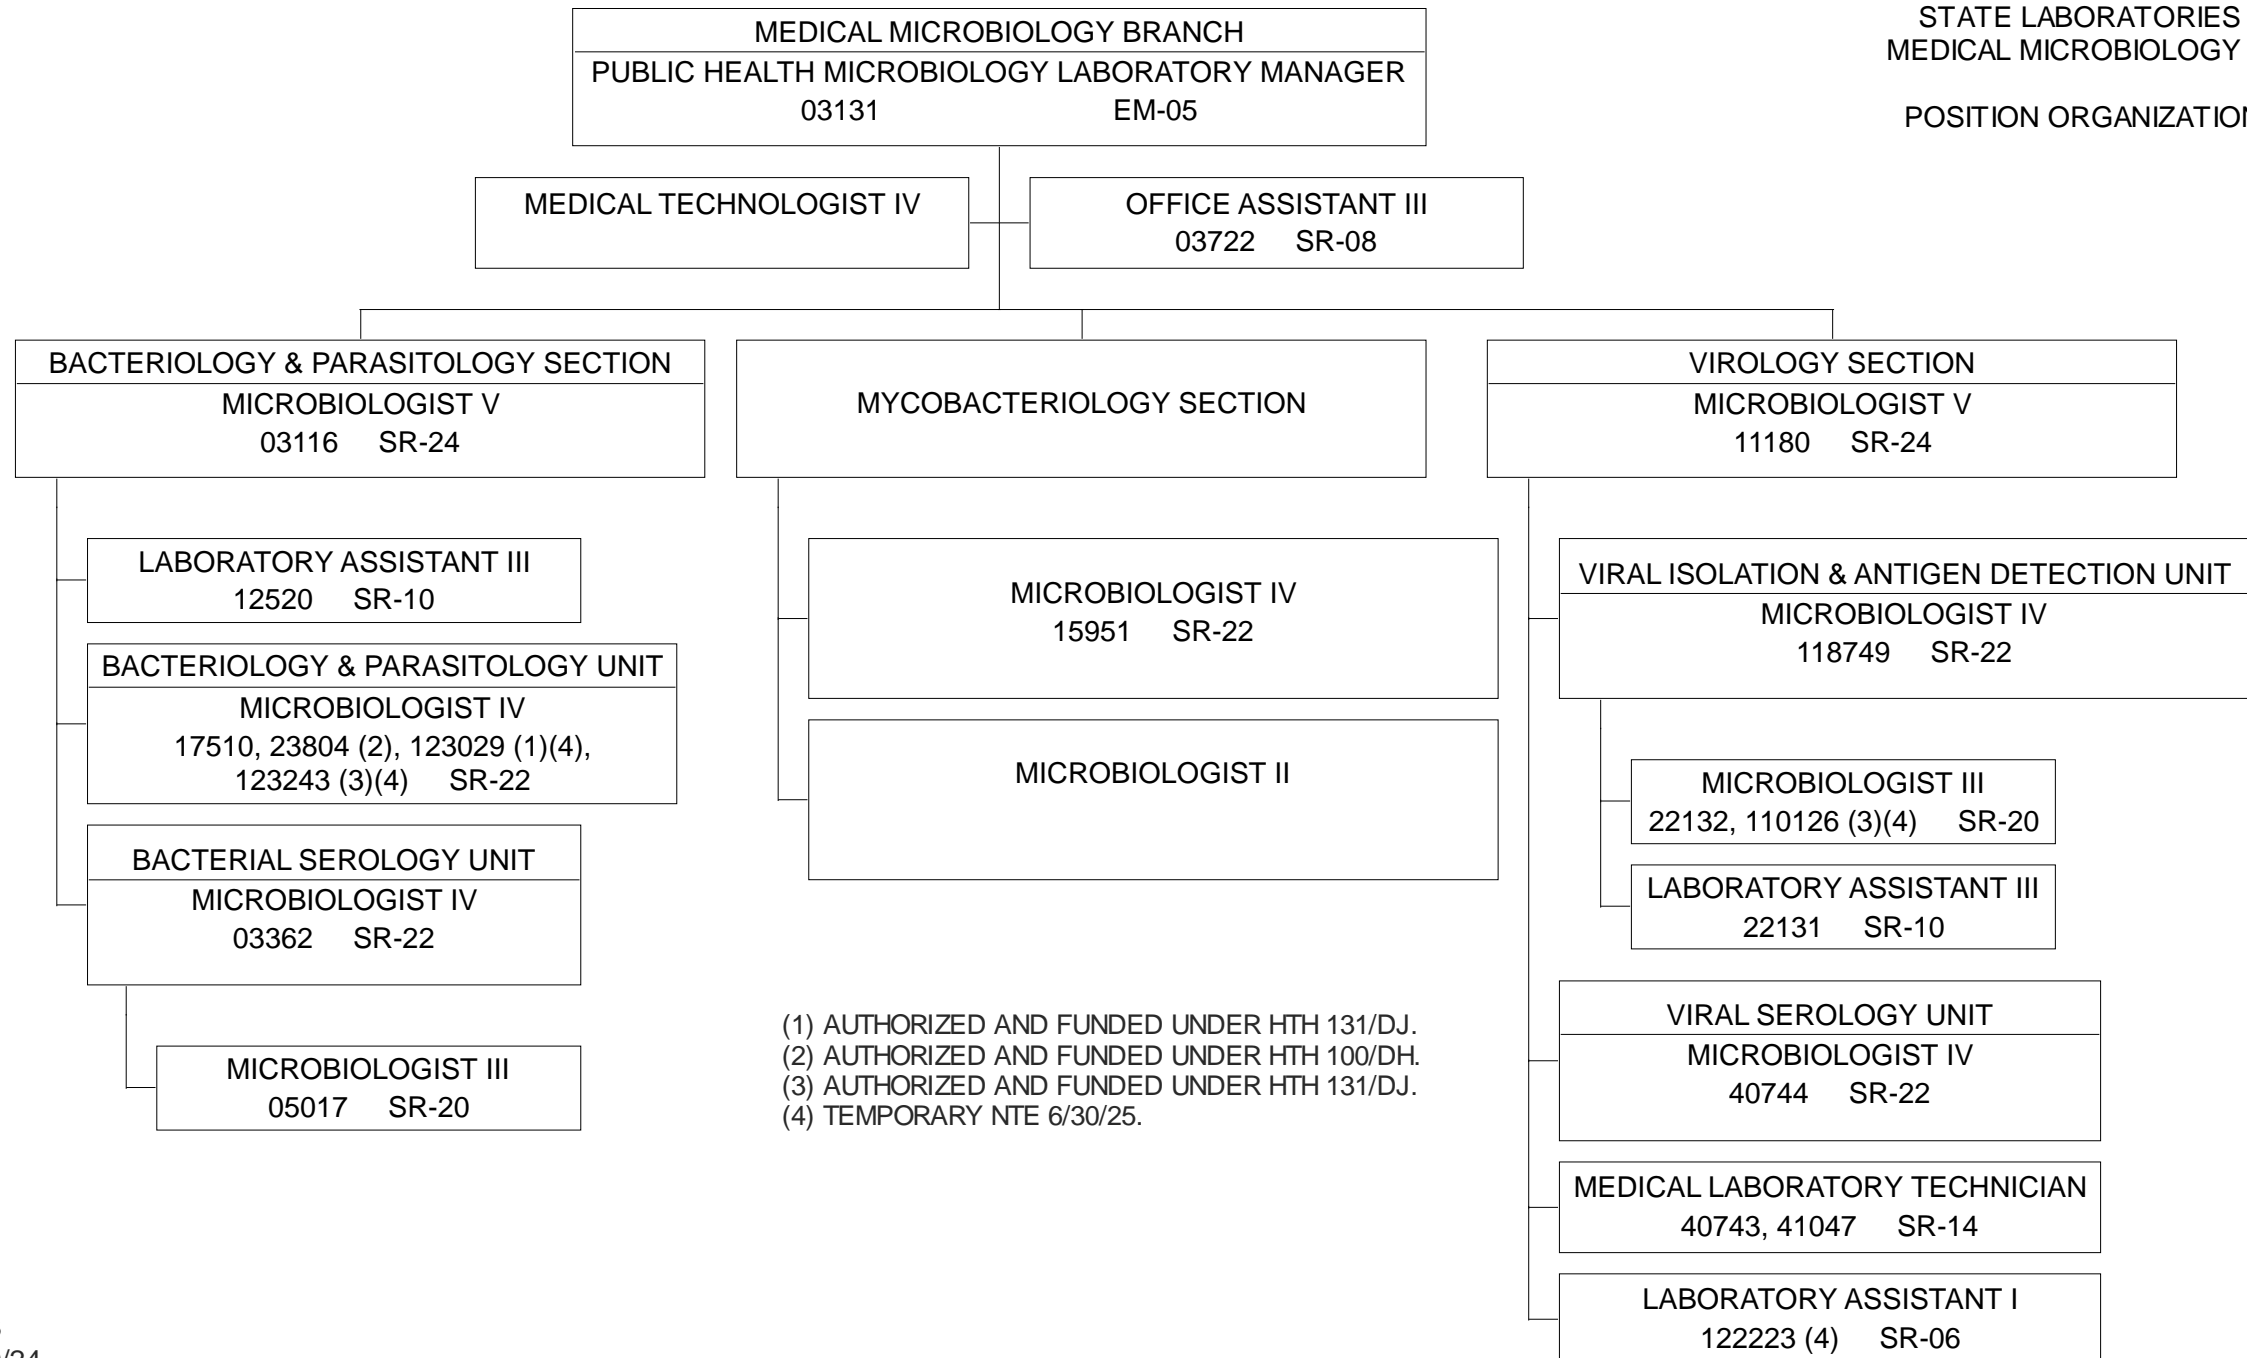 STATE LABORATORIES
MEDICAL MICROBIOLOGY
POSITION ORGANIZATION
MEDICAL MICROBIOLOGY BRANCH
PUBLIC HEALTH MICROBIOLOGY LABORATORY MANAGER
03131 EM-05
MEDICAL TECHNOLOGIST IV
OFFICE ASSISTANT III
03722 SR-08
BACTERIOLOGY & PARASITOLOGY SECTION
MICROBIOLOGIST V
03116 SR-24
LABORATORY ASSISTANT III
12520 SR-10
BACTERIOLOGY & PARASITOLOGY UNIT
MICROBIOLOGIST IV
17510, 23804 (2), 123029 (1)(4),
123243 (3)(4) SR-22
BACTERIAL SEROLOGY UNIT
MICROBIOLOGIST IV
03362 SR-22
MICROBIOLOGIST III
05017 SR-20
MYCOBACTERIOLOGY SECTION
MICROBIOLOGIST IV
15951 SR-22
MICROBIOLOGIST II
VIROLOGY SECTION
MICROBIOLOGIST V
11180 SR-24
VIRAL ISOLATION & ANTIGEN DETECTION UNIT
MICROBIOLOGIST IV
118749 SR-22
MICROBIOLOGIST III
22132, 110126 (3)(4) SR-20
LABORATORY ASSISTANT III
22131 SR-10
VIRAL SEROLOGY UNIT
MICROBIOLOGIST IV
40744 SR-22
MEDICAL LABORATORY TECHNICIAN
40743, 41047 SR-14
LABORATORY ASSISTANT I
122223 (4) SR-06
(1) AUTHORIZED AND FUNDED UNDER HTH 131/DJ.
(2) AUTHORIZED AND FUNDED UNDER HTH 100/DH.
(3) AUTHORIZED AND FUNDED UNDER HTH 131/DJ.
(4) TEMPORARY NTE 6/30/25.